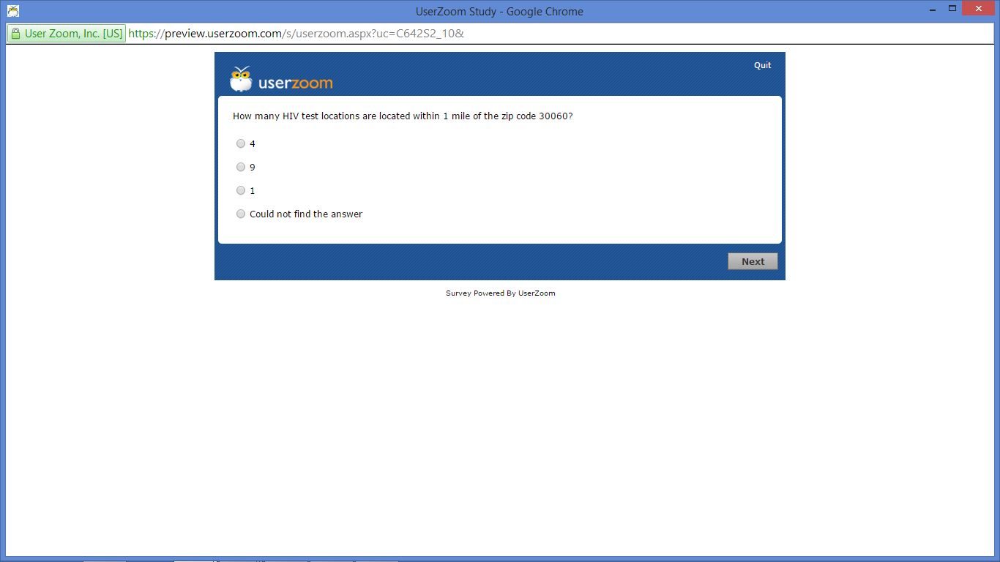 UserZoom Study - Google Chrome
User Zoom, Inc. [US] https://preview.userzoom.com/s/userzoom.aspx?uc=C642S2_10&
Quit
userzoom
How many HIV test locations are located within 1 mile of the zip code 30060?
4
9
1
Could not find the answer
Next
Survey Powered By UserZoom